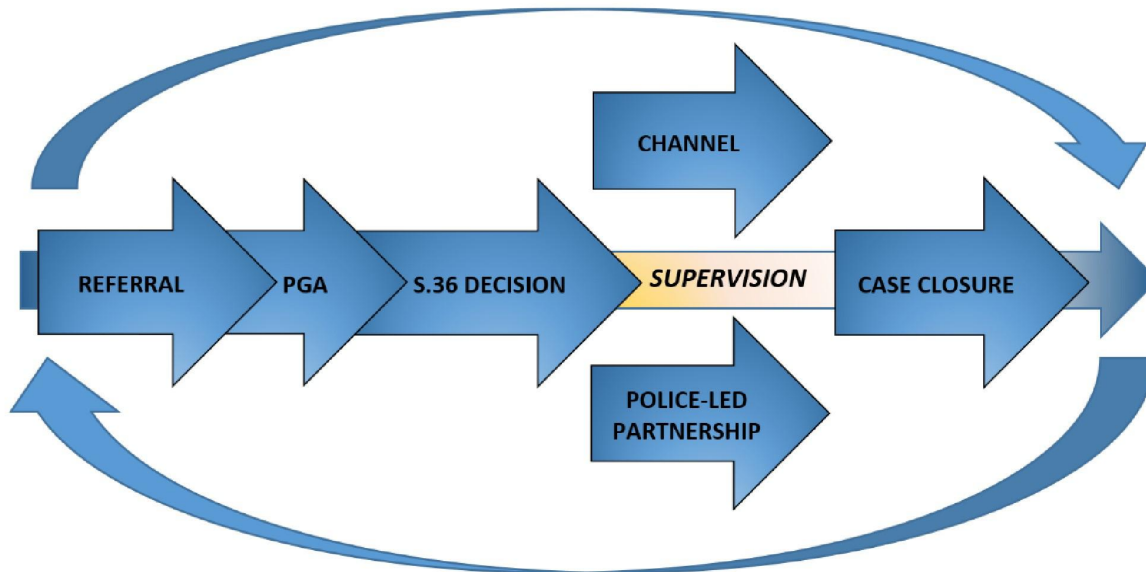 CHANNEL
REFERRAL
PGA
S.36 DECISION
SUPERVISION
CASE CLOSURE
POLICE-LED
PARTNERSHIP